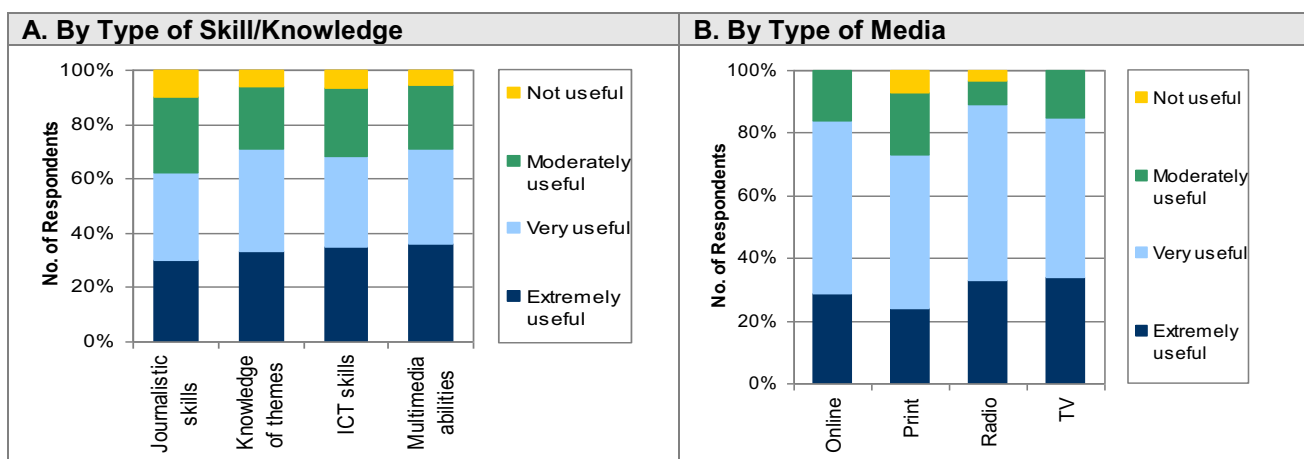 A. By Type of Skill/Knowledge
100%
80%
60%
40%
20%
0%
No. of Respondents
Journalistic
skills
Knowledge
of themes
ICT skills
Multimedia
abilities
Not useful
Moderately
useful
Very useful
Extremely
useful
B. By Type of Media
100%
80%
60%
40%
20%
0%
No. of Respondents
Online
Print
Radio
TV
Not useful
Moderately
useful
Very useful
Extremely
useful